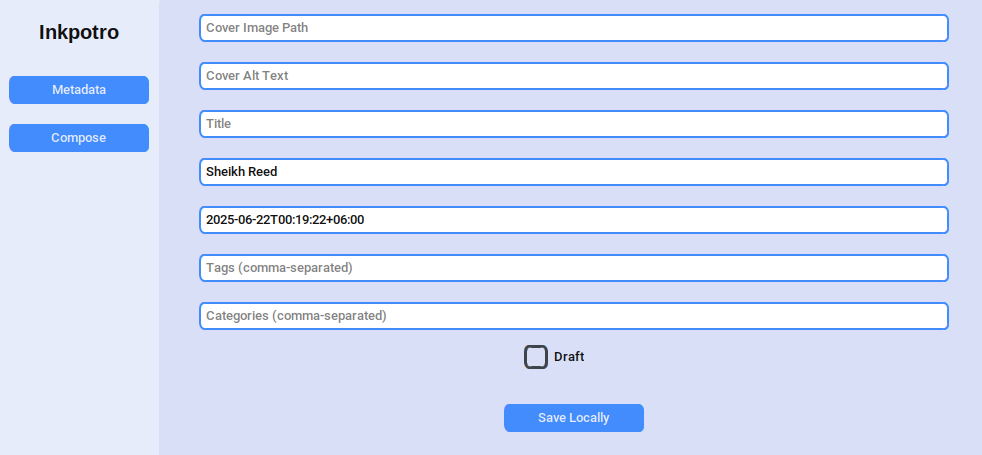 Inkpotro
Metadata
Compose
Cover Image Path
Cover Alt Text
Title
Sheikh Reed
2025-06-22T00:19:22+06:00
Tags (comma-separated)
Categories (comma-separated)
Draft
Save Locally